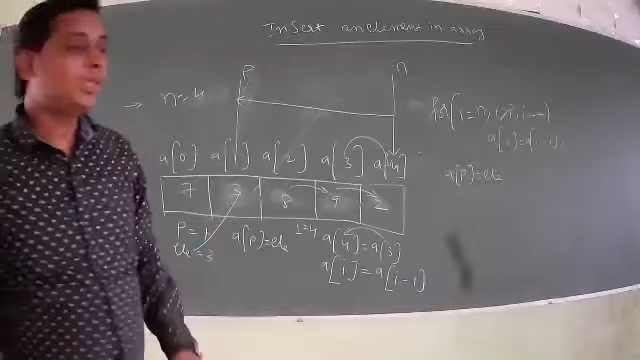 Insert an element in array
P n
→ n=4
for(i=n;i>p;i--)
a[i]=a[i-1];
a[0] a[1] a[2] a[3] a[4]
a[p]=ele
7 3 8 9 2
P=1
ele=3
a[p]=ele
i=4
a[4]=a[3]
a[i]=a[i-1]